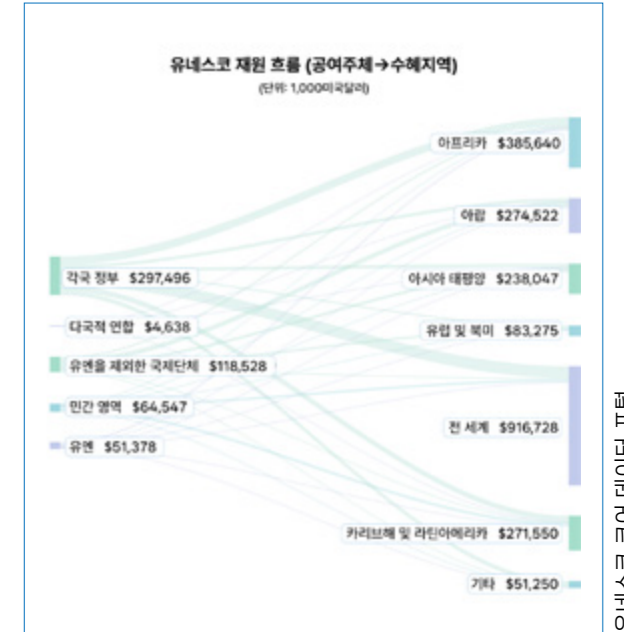 유네스코 재원 흐름 (공여주체→수혜지역)
(단위: 1,000미국달러)
각국 정부 $297,496
다국적 연합 $4,638
유엔을 제외한 국제단체 $118,528
민간 영역 $64,547
유엔 $51,378
아프리카 $385,640
아랍 $274,522
아시아 태평양 $238,047
유럽 및 북미 $83,275
전 세계 $916,728
카리브해 및 라틴아메리카 $271,550
기타 $51,250